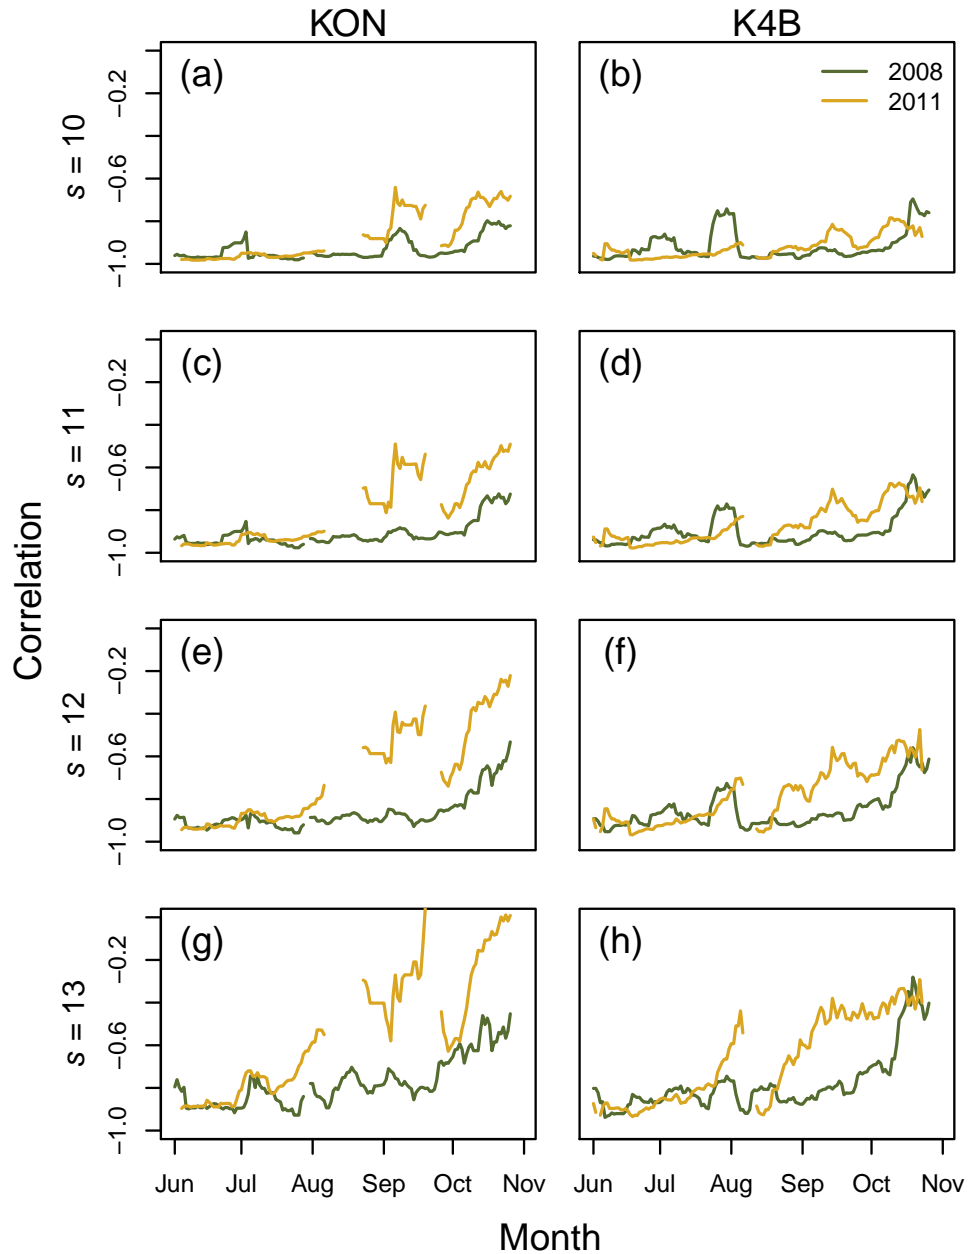 KON
K4B
(a)
(b)
2008
2011
−0.2
−0.6
−1.0
s = 10
(c)
(d)
−0.2
−0.6
−1.0
s = 11
Correlation
(e)
(f)
−0.2
−0.6
−1.0
s = 12
(g)
(h)
−0.2
−0.6
−1.0
s = 13
Jun Jul Aug Sep Oct Nov
Jun Jul Aug Sep Oct Nov
Month